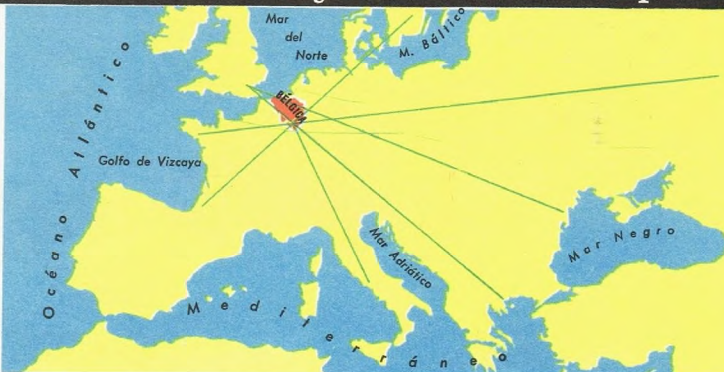 Mar
del
Norte
M. Báltico
BÉLGICA
Océano Atlántico
Golfo de Vizcaya
Mar Adriático
Mar Negro
Mediterráneo